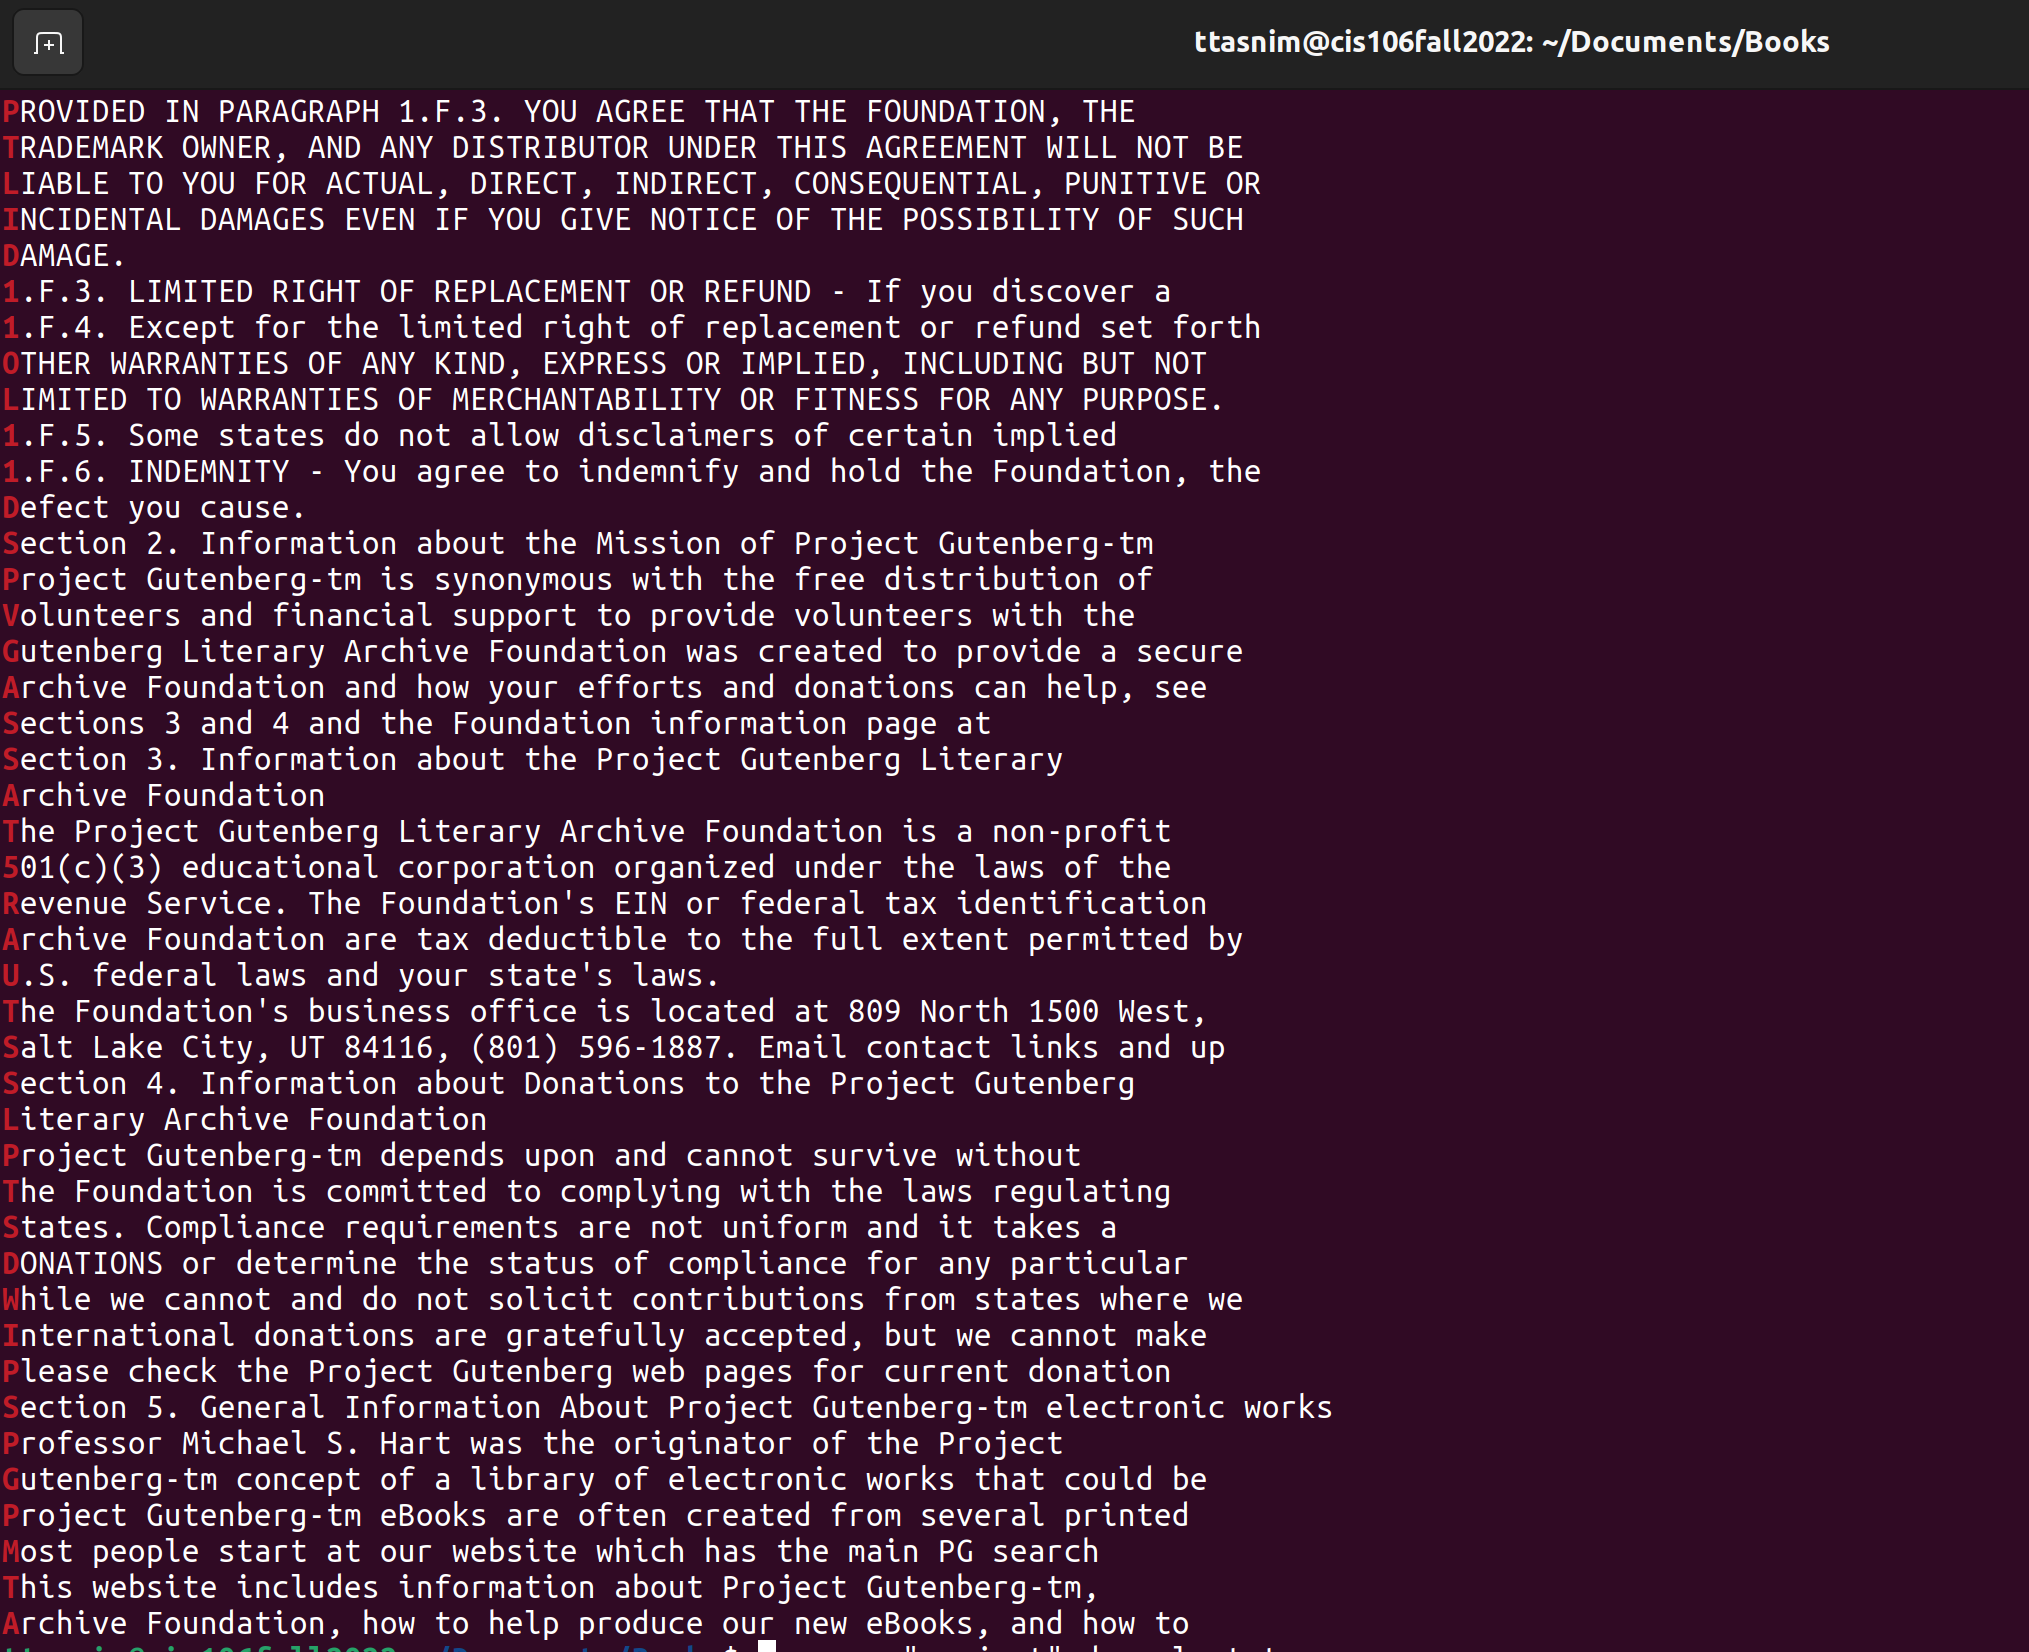 ttasnim@cis106fall2022: ~/Documents/Books
PROVIDED IN PARAGRAPH 1.F.3. YOU AGREE THAT THE FOUNDATION, THE
TRADEMARK OWNER, AND ANY DISTRIBUTOR UNDER THIS AGREEMENT WILL NOT BE
LIABLE TO YOU FOR ACTUAL, DIRECT, INDIRECT, CONSEQUENTIAL, PUNITIVE OR
INCIDENTAL DAMAGES EVEN IF YOU GIVE NOTICE OF THE POSSIBILITY OF SUCH
DAMAGE.
1.F.3. LIMITED RIGHT OF REPLACEMENT OR REFUND - If you discover a
1.F.4. Except for the limited right of replacement or refund set forth
OTHER WARRANTIES OF ANY KIND, EXPRESS OR IMPLIED, INCLUDING BUT NOT
LIMITED TO WARRANTIES OF MERCHANTABILITY OR FITNESS FOR ANY PURPOSE.
1.F.5. Some states do not allow disclaimers of certain implied
1.F.6. INDEMNITY - You agree to indemnify and hold the Foundation, the
Defect you cause.
Section 2. Information about the Mission of Project Gutenberg-tm
Project Gutenberg-tm is synonymous with the free distribution of
Volunteers and financial support to provide volunteers with the
Gutenberg Literary Archive Foundation was created to provide a secure
Archive Foundation and how your efforts and donations can help, see
Sections 3 and 4 and the Foundation information page at
Section 3. Information about the Project Gutenberg Literary
Archive Foundation
The Project Gutenberg Literary Archive Foundation is a non-profit
501(c)(3) educational corporation organized under the laws of the
Revenue Service. The Foundation's EIN or federal tax identification
Archive Foundation are tax deductible to the full extent permitted by
U.S. federal laws and your state's laws.
The Foundation's business office is located at 809 North 1500 West,
Salt Lake City, UT 84116, (801) 596-1887. Email contact links and up
Section 4. Information about Donations to the Project Gutenberg
Literary Archive Foundation
Project Gutenberg-tm depends upon and cannot survive without
The Foundation is committed to complying with the laws regulating
States. Compliance requirements are not uniform and it takes a
DONATIONS or determine the status of compliance for any particular
While we cannot and do not solicit contributions from states where we
International donations are gratefully accepted, but we cannot make
Please check the Project Gutenberg web pages for current donation
Section 5. General Information About Project Gutenberg-tm electronic works
Professor Michael S. Hart was the originator of the Project
Gutenberg-tm concept of a library of electronic works that could be
Project Gutenberg-tm eBooks are often created from several printed
Most people start at our website which has the main PG search
This website includes information about Project Gutenberg-tm,
Archive Foundation, how to help produce our new eBooks, and how to